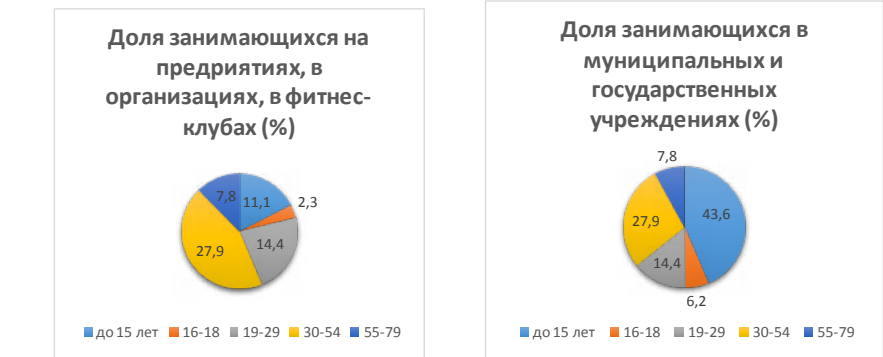 Доля занимающихся на
предриятиях, в
организациях, в фитнес-
клубах (%)
7,8
11,1
2,3
14,4
27,9
до 15 лет 16-18 19-29 30-54 55-79
Доля занимающихся в
муниципальных и
государственных
учреждениях (%)
7,8
43,6
27,9
14,4
6,2
до 15 лет 16-18 19-29 30-54 55-79